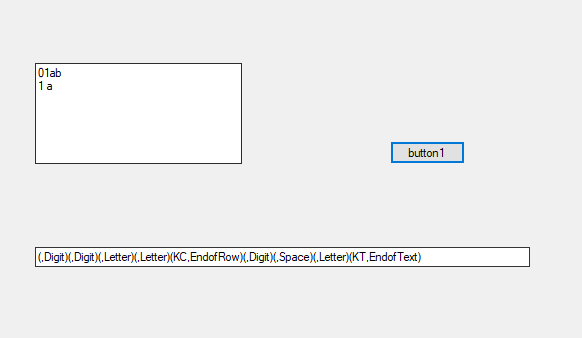 01ab
1 a
button1
(,Digit)(,Digit)(,Letter)(,Letter)(KC,EndofRow)(,Digit)(,Space)(,Letter)(KT,EndofText)